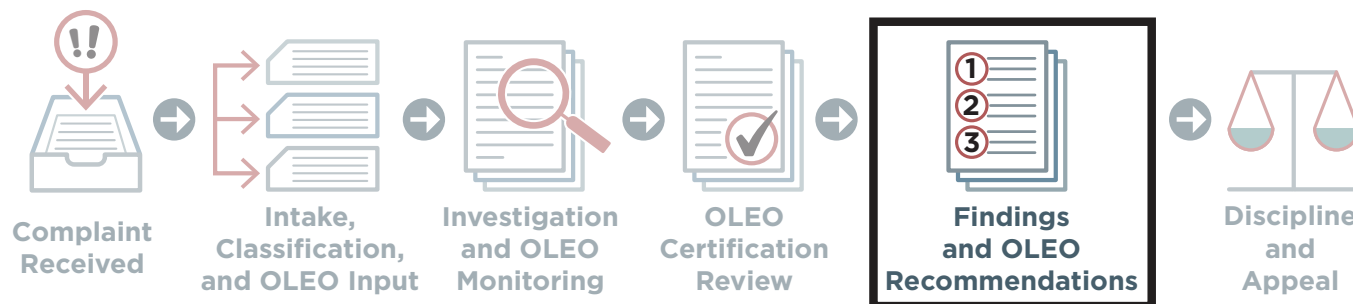 !!
Complaint
Received
Intake,
Classification,
and OLEO Input
Investigation
and OLEO
Monitoring
OLEO
Certification
Review
1
2
3
Findings
and OLEO
Recommendations
Discipline
and
Appeal